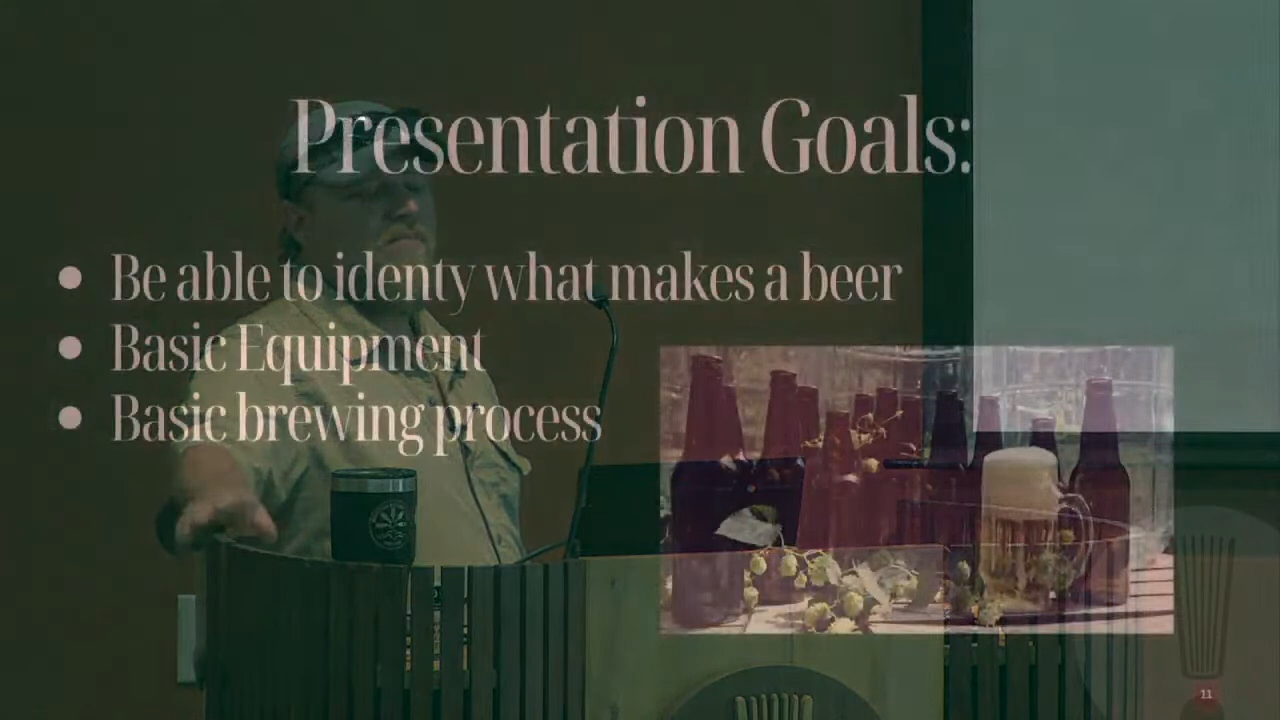 Presentation Goals:
• Be able to identy what makes a beer
• Basic Equipment
• Basic brewing process
11